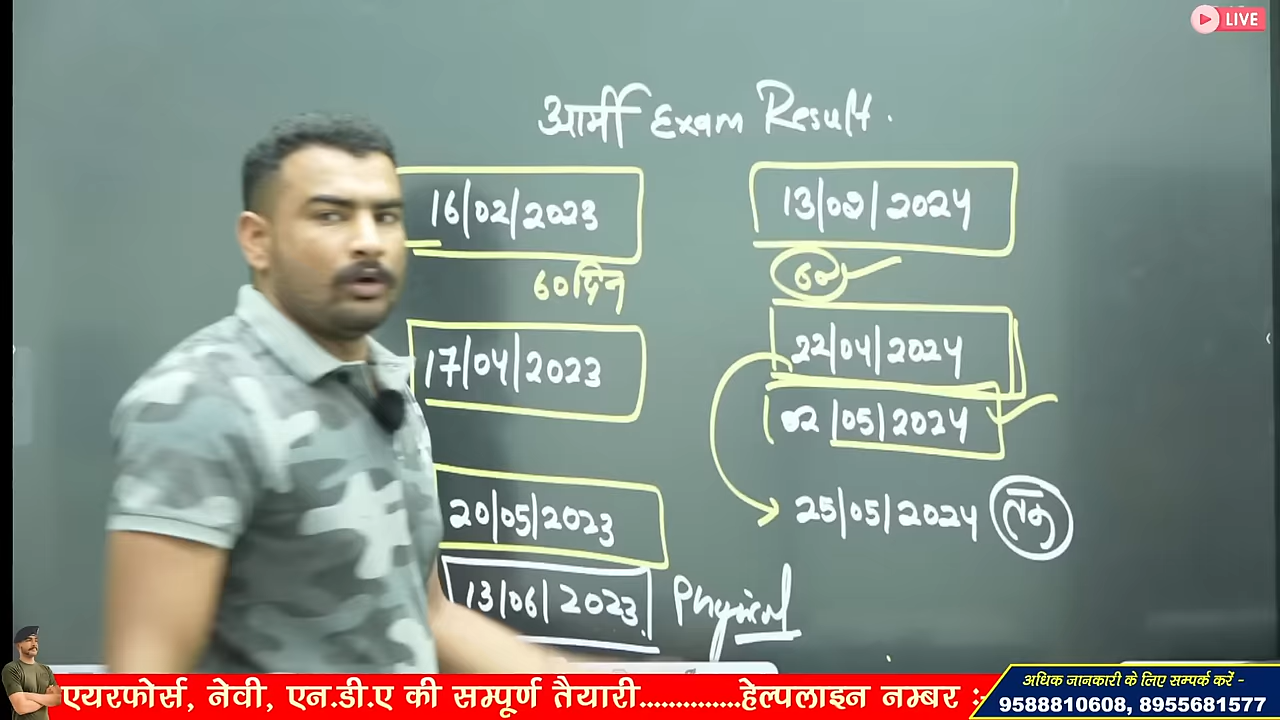 LIVE
आर्मी Exam Result.
16/02/2023
13/02/2024
60दिन
60
17/04/2023
22/04/2024
02/05/2024
20/05/2023
25/05/2024 तक
13/06/2023 Physical
एयरफोर्स, नेवी, एन.डी.ए की सम्पूर्ण तैयारी..............हेल्पलाइन नम्बर :-
अधिक जानकारी के लिए सम्पर्क करें -
9588810608, 8955681577